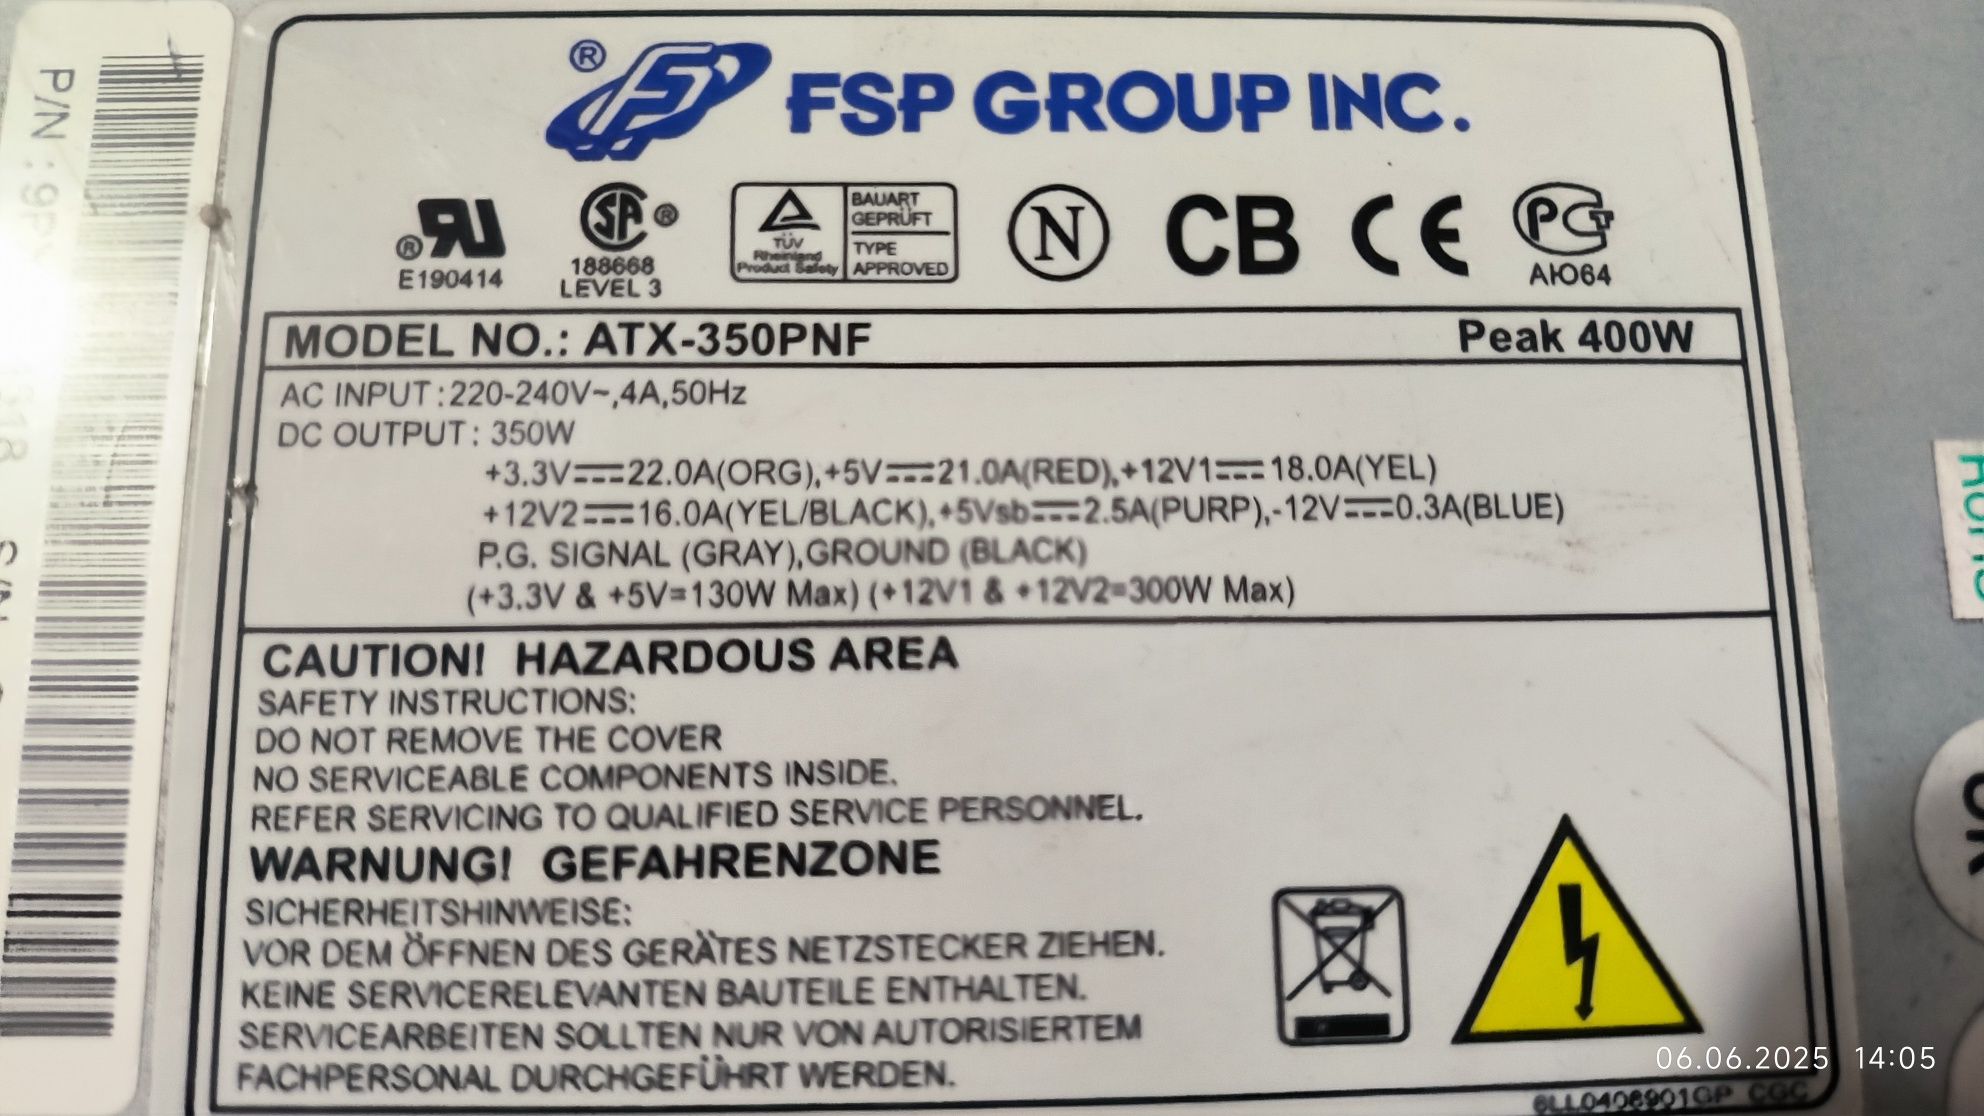 ® FSP GROUP INC.
® E190414
SA ® 188668 LEVEL 3
TÜV Rheinland Product Safety
BAUART GEPRÜFT
TYPE APPROVED
N
CB
CE
PCT
АЮ64
MODEL NO.: ATX-350PNF Peak 400W
AC INPUT : 220-240V~,4A,50Hz
DC OUTPUT : 350W
+3.3V⎓22.0A(ORG),+5V⎓21.0A(RED),+12V1⎓18.0A(YEL)
+12V2⎓16.0A(YEL/BLACK),+5Vsb⎓2.5A(PURP),-12V⎓0.3A(BLUE)
P.G. SIGNAL (GRAY),GROUND (BLACK)
(+3.3V & +5V=130W Max) (+12V1 & +12V2=300W Max)
CAUTION! HAZARDOUS AREA
SAFETY INSTRUCTIONS:
DO NOT REMOVE THE COVER
NO SERVICEABLE COMPONENTS INSIDE.
REFER SERVICING TO QUALIFIED SERVICE PERSONNEL.
WARNUNG! GEFAHRENZONE
SICHERHEITSHINWEISE:
VOR DEM ÖFFNEN DES GERÄTES NETZSTECKER ZIEHEN.
KEINE SERVICERELEVANTEN BAUTEILE ENTHALTEN.
SERVICEARBEITEN SOLLTEN NUR VON AUTORISIERTEM
FACHPERSONAL DURCHGEFÜHRT WERDEN.
6LL0406901GP CGC
P/N :
06.06.2025 14:05